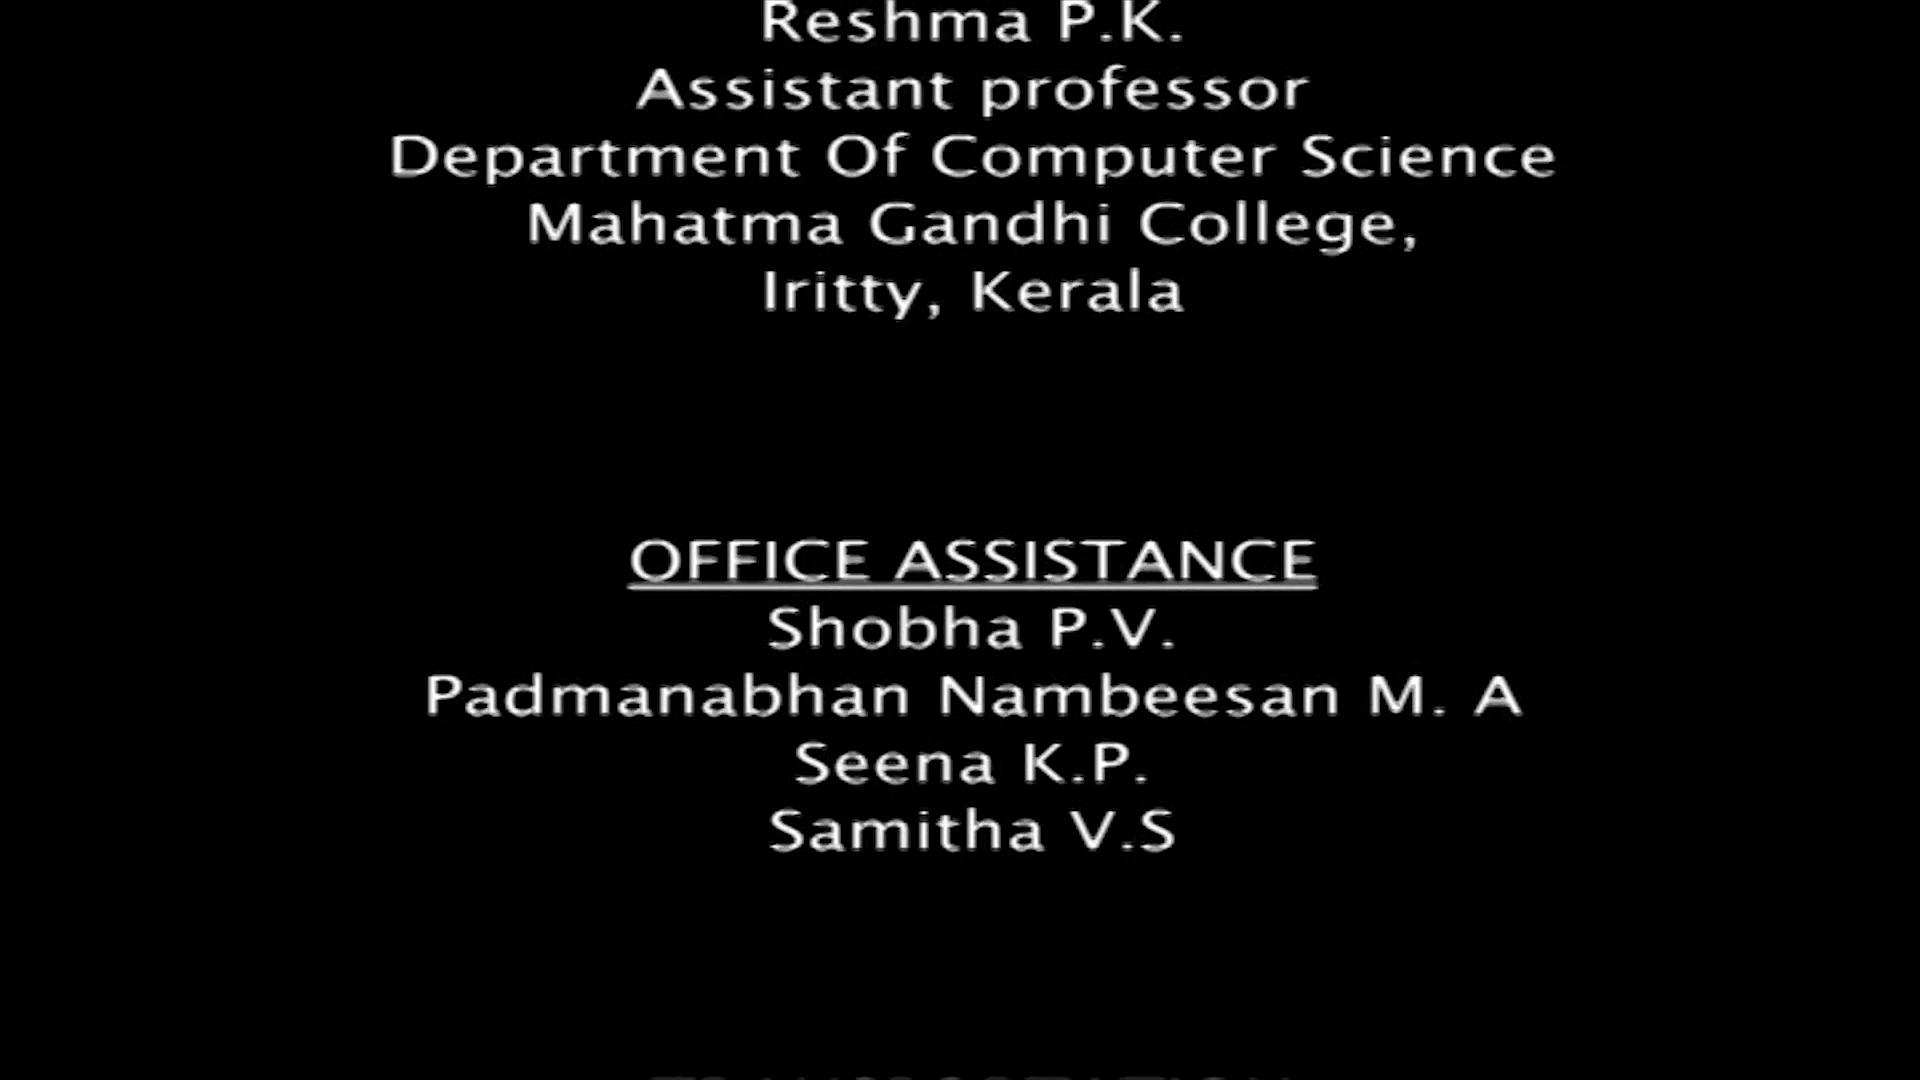 Reshma P.K.
Assistant professor
Department Of Computer Science
Mahatma Gandhi College,
Iritty, Kerala
OFFICE ASSISTANCE
Shobha P.V.
Padmanabhan Nambeesan M. A
Seena K.P.
Samitha V.S